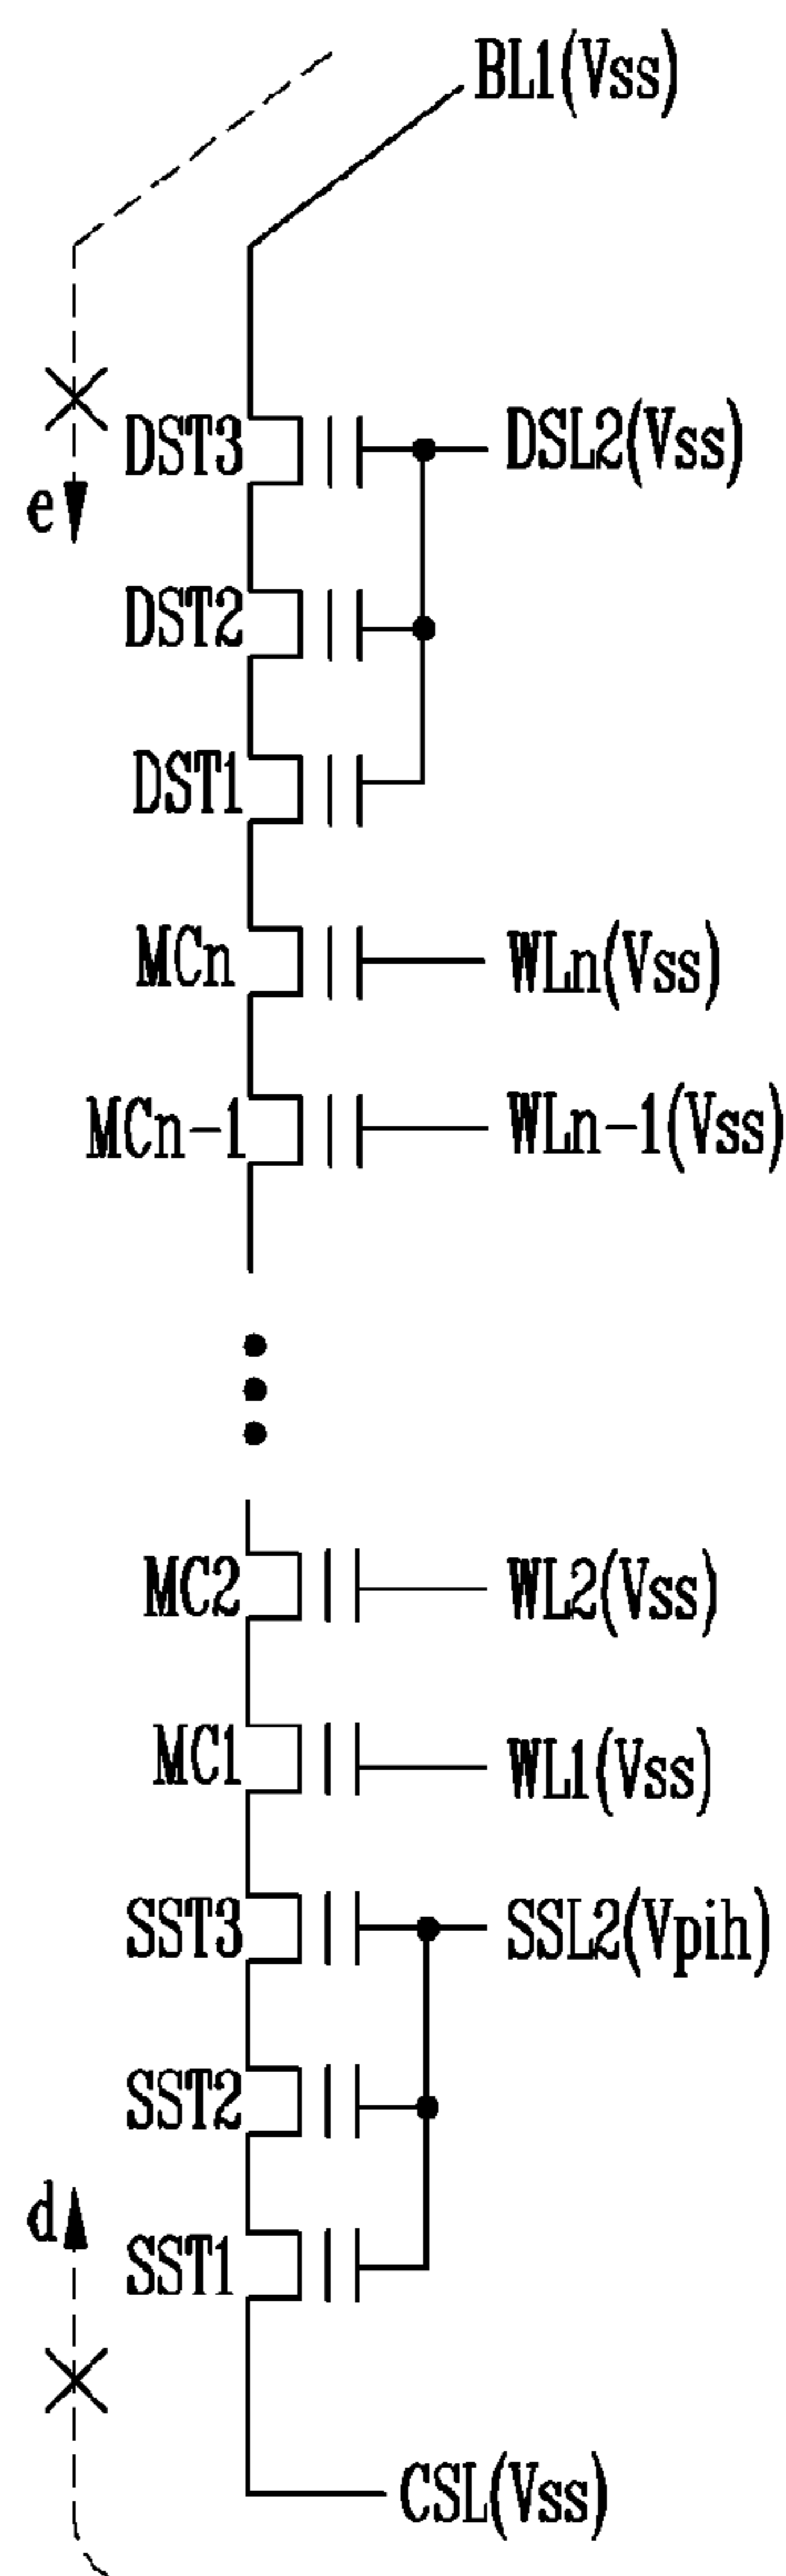 BL1(Vss)
DST3 DSL2(Vss)
e
DST2
DST1
MCn WLn(Vss)
MCn-1 WLn-1(Vss)
MC2 WL2(Vss)
MC1 WL1(Vss)
SST3 SSL2(Vpih)
SST2
d
SST1
CSL(Vss)